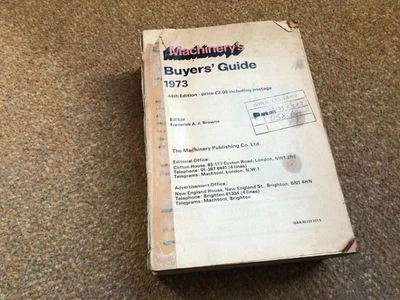 Machinery's
Buyers' Guide
1973
44th Edition - price £2.00 including postage
Editor
Frederick A. J. Browne
The Machinery Publishing Co. Ltd.
Editorial Office:
Clifton House, 83-117 Euston Road, London, NW1
Telephone: 01-387 8441 (4 lines)
Telegrams: Machtool, London, N.W.1
Advertisement Office:
New England House, New England St., Brighton, BN1 4HN
Telephone: Brighton 61234 (4 lines)
Telegrams: Machtool, Brighton